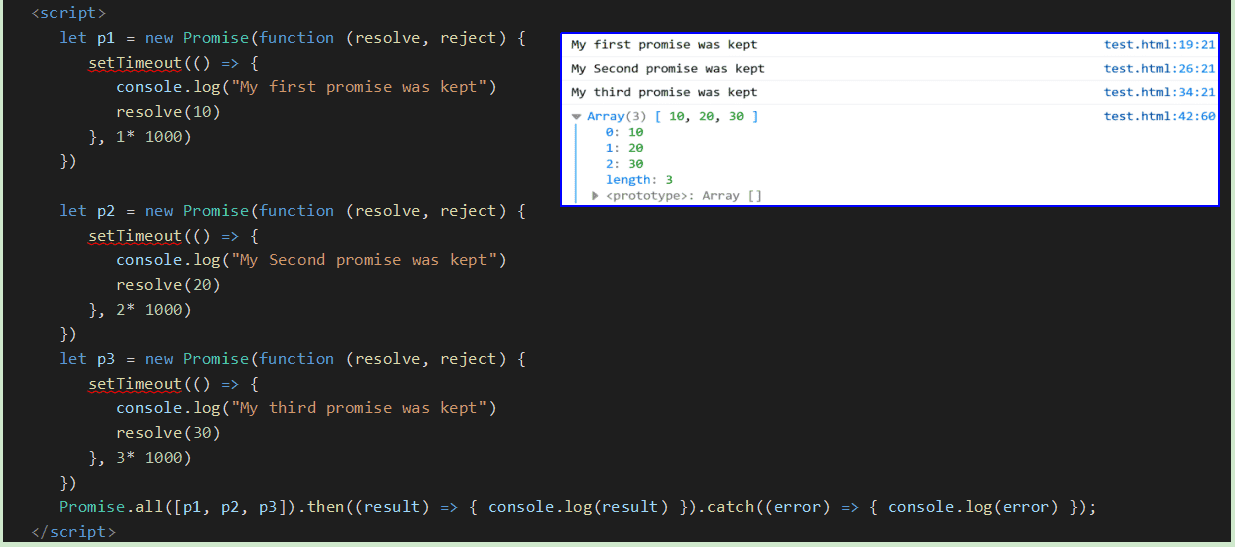 <script>
let p1 = new Promise(function (resolve, reject) {
setTimeout(() => {
console.log("My first promise was kept")
resolve(10)
}, 1* 1000)
})
let p2 = new Promise(function (resolve, reject) {
setTimeout(() => {
console.log("My Second promise was kept")
resolve(20)
}, 2* 1000)
})
let p3 = new Promise(function (resolve, reject) {
setTimeout(() => {
console.log("My third promise was kept")
resolve(30)
}, 3* 1000)
})
Promise.all([p1, p2, p3]).then((result) => { console.log(result) }).catch((error) => { console.log(error) });
</script>
My first promise was kept test.html:19:21
My Second promise was kept test.html:26:21
My third promise was kept test.html:34:21
Array(3) [ 10, 20, 30 ] test.html:42:60
0: 10
1: 20
2: 30
length: 3
<prototype>: Array []